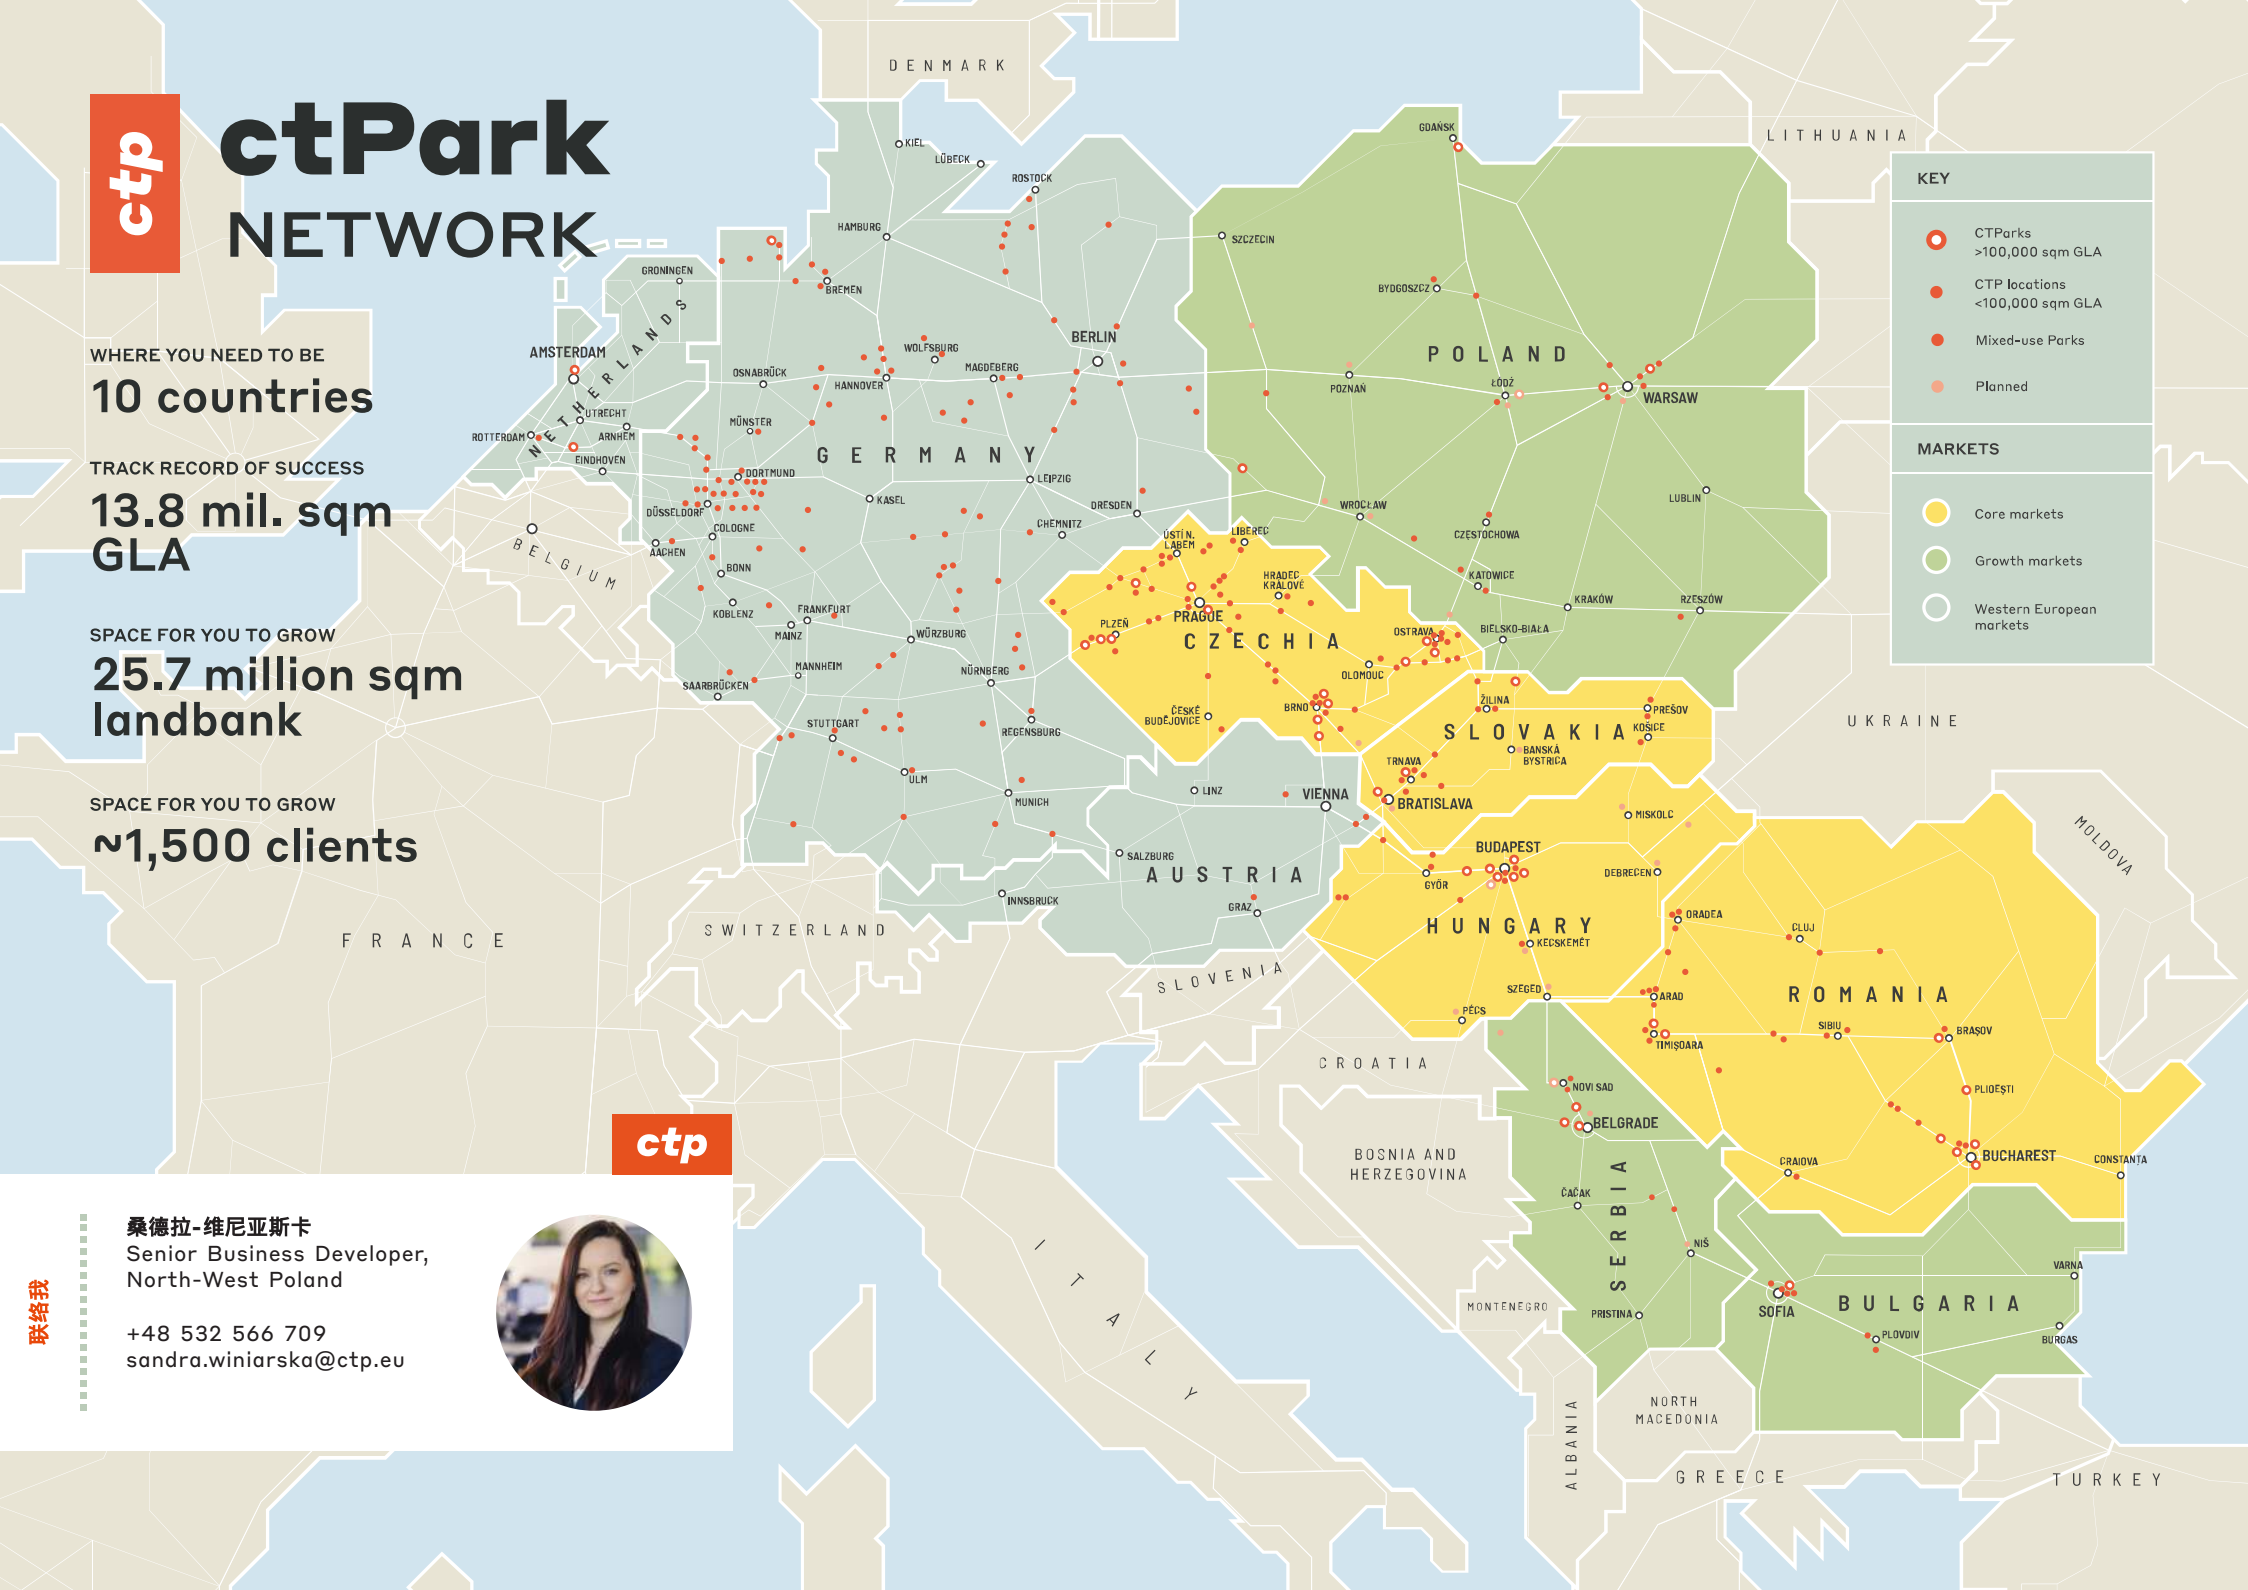 ctp
ctPark
NETWORK
WHERE YOU NEED TO BE
10 countries
TRACK RECORD OF SUCCESS
13.8 mil. sqm
GLA
SPACE FOR YOU TO GROW
25.7 million sqm
landbank
SPACE FOR YOU TO GROW
~1,500 clients
DENMARK
LITHUANIA
KIEL
LÜBECK
ROSTOCK
HAMBURG
GRONINGEN
BREMEN
NETHERLANDS
AMSTERDAM
UTRECHT
ROTTERDAM
ARNHEM
EINDHOVEN
BELGIUM
OSNABRÜCK
WOLFSBURG
HANNOVER
MAGDEBERG
BERLIN
MÜNSTER
GERMANY
DORTMUND
DÜSSELDORF
KASEL
LEIPZIG
DRESDEN
CHEMNITZ
COLOGNE
AACHEN
BONN
KOBLENZ
FRANKFURT
MAINZ
WÜRZBURG
MANNHEIM
SAARBRÜCKEN
NÜRNBERG
STUTTGART
REGENSBURG
ULM
MUNICH
GDAŃSK
SZCZECIN
BYDGOSZCZ
POLAND
POZNAŃ
ŁÓDŹ
WARSAW
WROCŁAW
LUBLIN
CZĘSTOCHOWA
KATOWICE
KRAKÓW
RZESZÓW
BIELSKO-BIAŁA
ÚSTÍ N.
LABEM
LIBEREC
HRADEC
KRÁLOVÉ
PRAGUE
PLZEŇ
CZECHIA
OSTRAVA
OLOMOUC
BRNO
ČESKÉ
BUDĚJOVICE
ŽILINA
PREŠOV
SLOVAKIA
KOŠICE
BANSKÁ
BYSTRICA
TRNAVA
BRATISLAVA
LINZ
VIENNA
SALZBURG
AUSTRIA
INNSBRUCK
GRAZ
MISKOLC
BUDAPEST
DEBRECEN
GYŐR
HUNGARY
KECSKEMÉT
SZEGED
PÉCS
UKRAINE
MOLDOVA
FRANCE
SWITZERLAND
SLOVENIA
CROATIA
ORADEA
CLUJ
ROMANIA
ARAD
TIMIȘOARA
SIBIU
BRAȘOV
PLIOEȘTI
BUCHAREST
CONSTANȚA
CRAIOVA
NOVI SAD
BELGRADE
BOSNIA AND
HERZEGOVINA
ČAČAK
SERBIA
NIŠ
PRISTINA
MONTENEGRO
SOFIA
BULGARIA
VARNA
BURGAS
PLOVDIV
ITALY
ALBANIA
NORTH
MACEDONIA
GREECE
TURKEY
KEY
CTParks
>100,000 sqm GLA
CTP locations
<100,000 sqm GLA
Mixed-use Parks
Planned
MARKETS
Core markets
Growth markets
Western European
markets
ctp
联络我
桑德拉-维尼亚斯卡
Senior Business Developer,
North-West Poland
+48 532 566 709
sandra.winiarska@ctp.eu